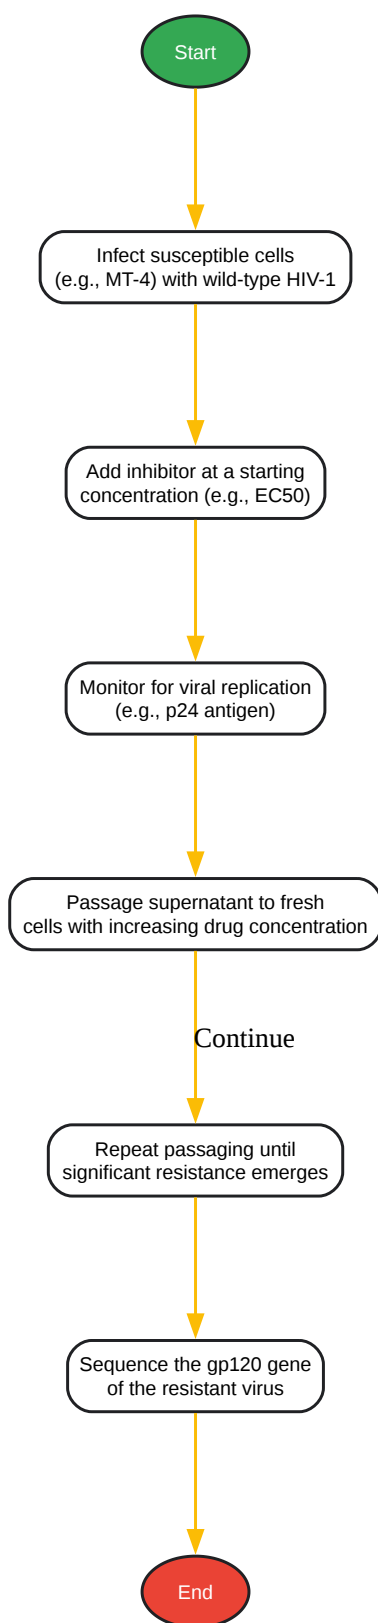 Start
Infect susceptible cells
(e.g., MT-4) with wild-type HIV-1
Add inhibitor at a starting
concentration (e.g., EC50)
Monitor for viral replication
(e.g., p24 antigen)
Passage supernatant to fresh
cells with increasing drug concentration
Continue
Repeat passaging until
significant resistance emerges
Sequence the gp120 gene
of the resistant virus
End